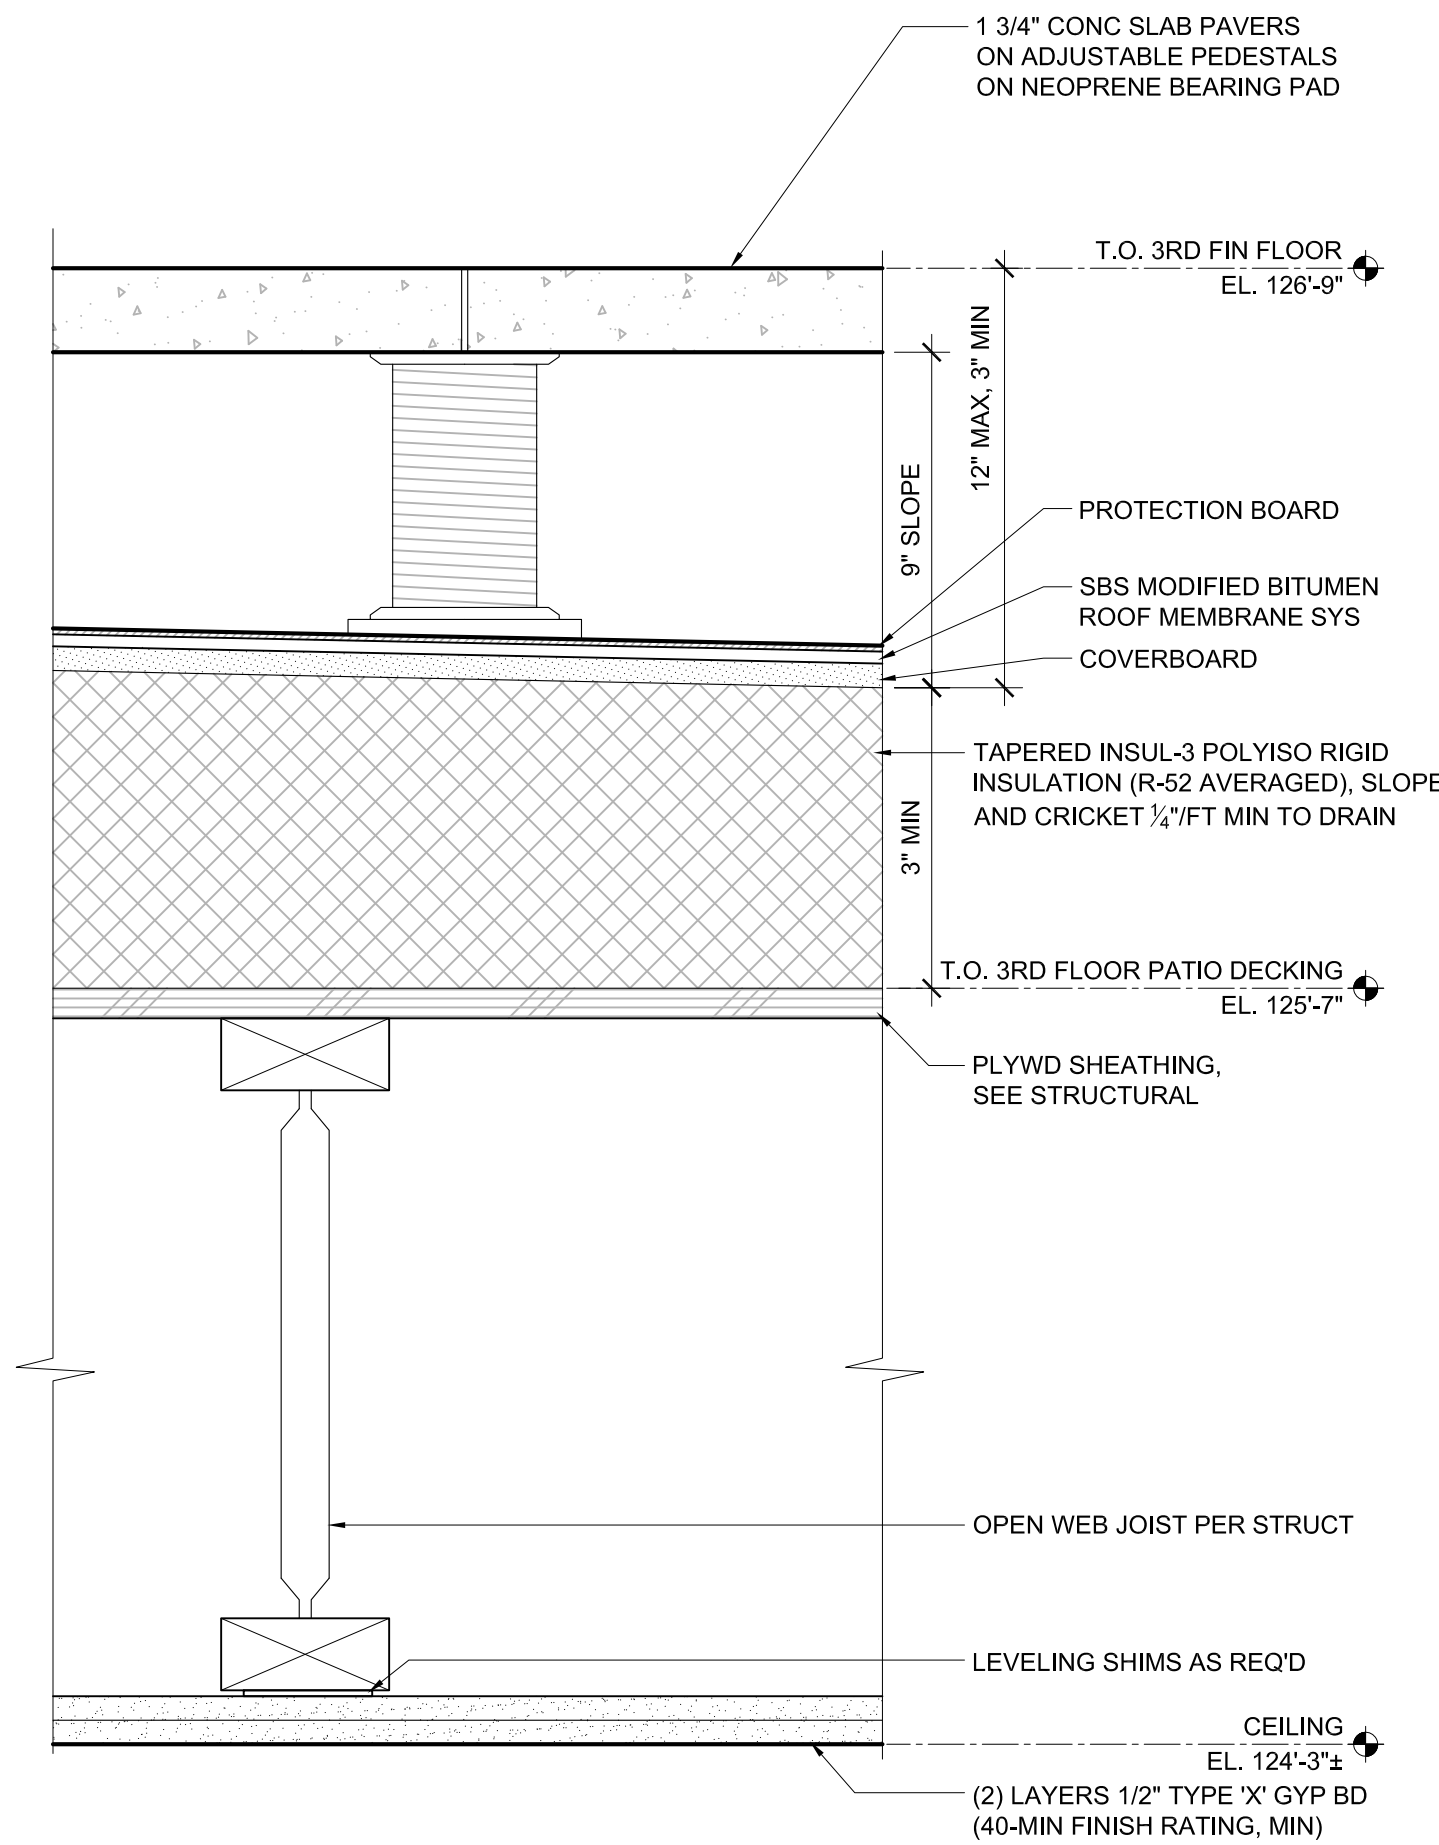 1 3/4" CONC SLAB PAVERS
ON ADJUSTABLE PEDESTALS
ON NEOPRENE BEARING PAD
T.O. 3RD FIN FLOOR
EL. 126'-9"
12" MAX, 3" MIN
9" SLOPE
PROTECTION BOARD
SBS MODIFIED BITUMEN
ROOF MEMBRANE SYS
COVERBOARD
TAPERED INSUL-3 POLYISO RIGID
INSULATION (R-52 AVERAGED), SLOPE
AND CRICKET ¼"/FT MIN TO DRAIN
3" MIN
T.O. 3RD FLOOR PATIO DECKING
EL. 125'-7"
PLYWD SHEATHING,
SEE STRUCTURAL
OPEN WEB JOIST PER STRUCT
LEVELING SHIMS AS REQ'D
CEILING
EL. 124'-3"±
(2) LAYERS 1/2" TYPE 'X' GYP BD
(40-MIN FINISH RATING, MIN)